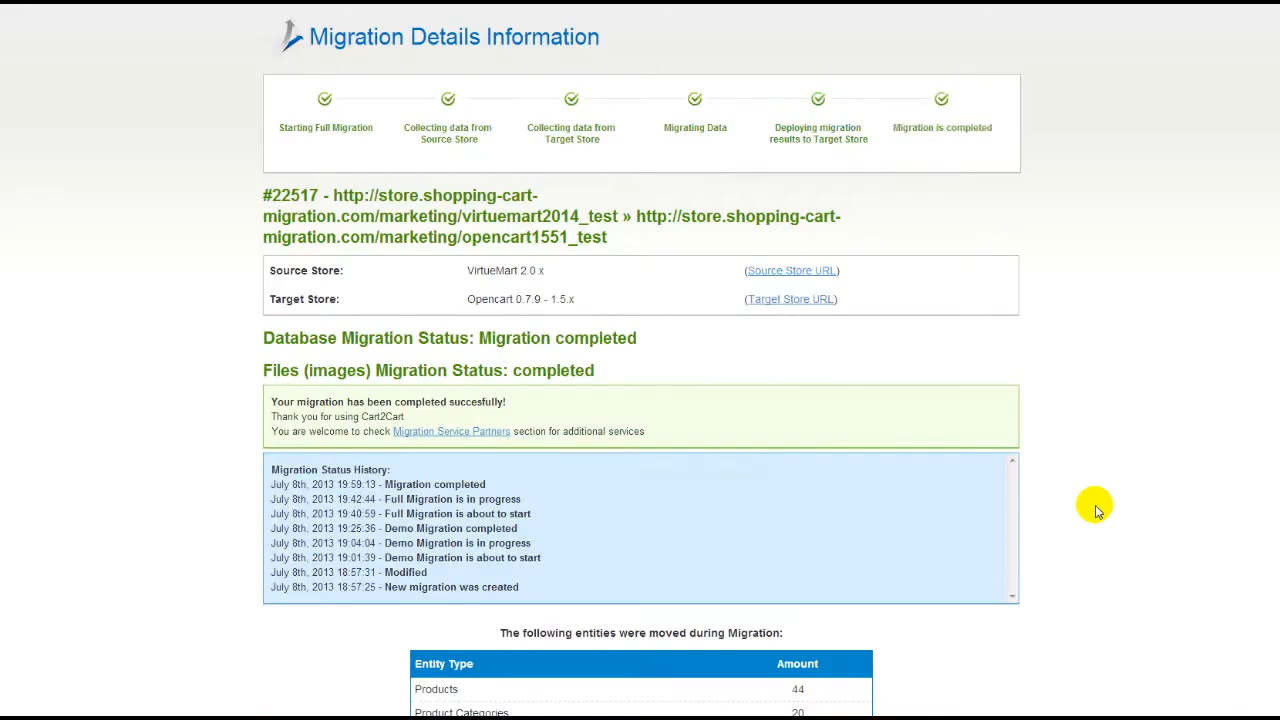 Migration Details Information
Starting Full Migration
Collecting data from
Source Store
Collecting data from
Target Store
Migrating Data
Deploying migration
results to Target Store
Migration is completed
#22517 - http://store.shopping-cart-
migration.com/marketing/virtuemart2014_test » http://store.shopping-cart-
migration.com/marketing/opencart1551_test
Source Store: VirtueMart 2.0.x (Source Store URL)
Target Store: Opencart 0.7.9 - 1.5.x (Target Store URL)
Database Migration Status: Migration completed
Files (images) Migration Status: completed
Your migration has been completed succesfully!
Thank you for using Cart2Cart
You are welcome to check Migration Service Partners section for additional services
Migration Status History:
July 8th, 2013 19:59:13 - Migration completed
July 8th, 2013 19:42:44 - Full Migration is in progress
July 8th, 2013 19:40:59 - Full Migration is about to start
July 8th, 2013 19:25:36 - Demo Migration completed
July 8th, 2013 19:04:04 - Demo Migration is in progress
July 8th, 2013 19:01:39 - Demo Migration is about to start
July 8th, 2013 18:57:31 - Modified
July 8th, 2013 18:57:25 - New migration was created
The following entities were moved during Migration:
Entity Type Amount
Products 44
Product Categories 20